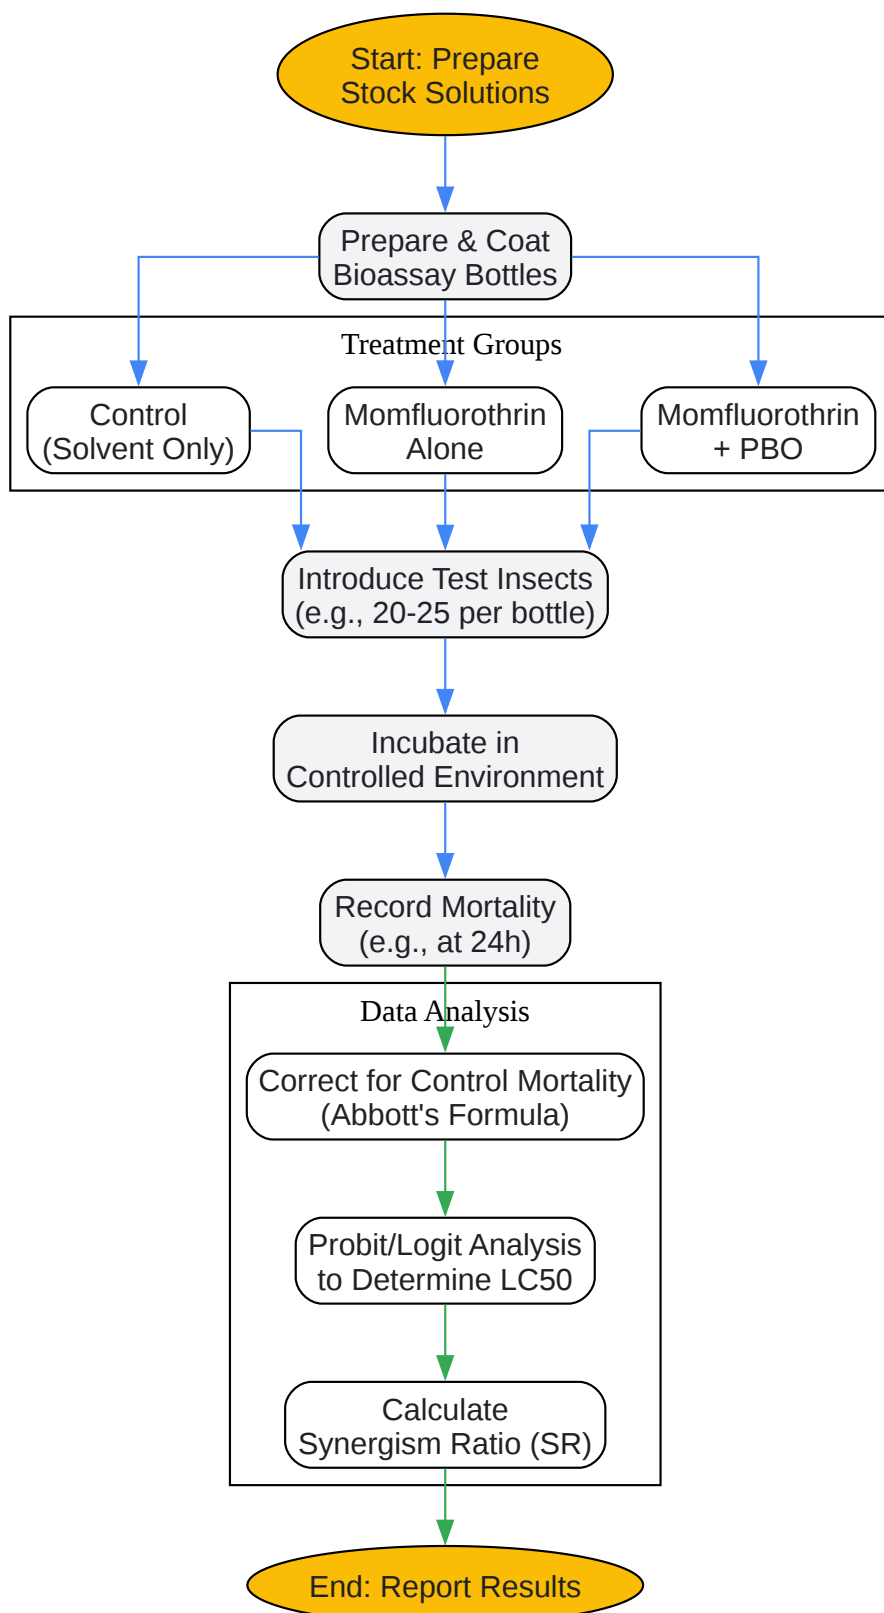 Start: Prepare
Stock Solutions
Prepare & Coat
Bioassay Bottles
Treatment Groups
Control
(Solvent Only)
Momfluorothrin
Alone
Momfluorothrin
+ PBO
Introduce Test Insects
(e.g., 20-25 per bottle)
Incubate in
Controlled Environment
Record Mortality
(e.g., at 24h)
Data Analysis
Correct for Control Mortality
(Abbott's Formula)
Probit/Logit Analysis
to Determine LC50
Calculate
Synergism Ratio (SR)
End: Report Results